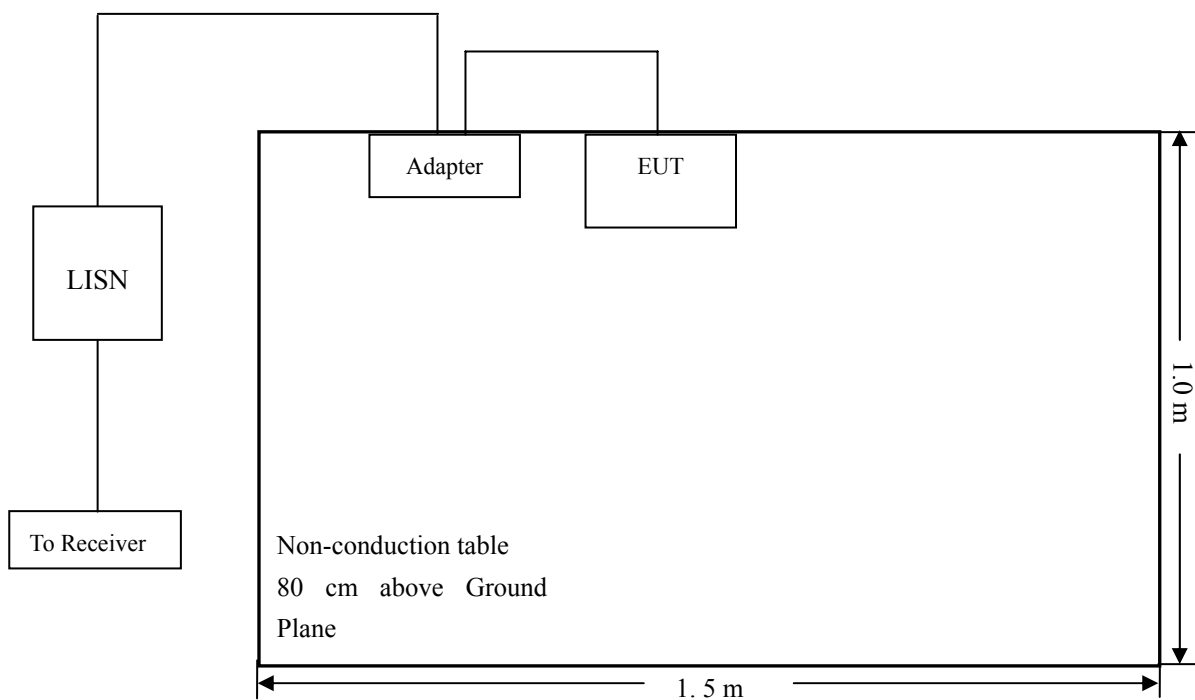 Adapter
EUT
LISN
1.0 m
To Receiver
Non-conduction table
80 cm above Ground
Plane
1. 5 m